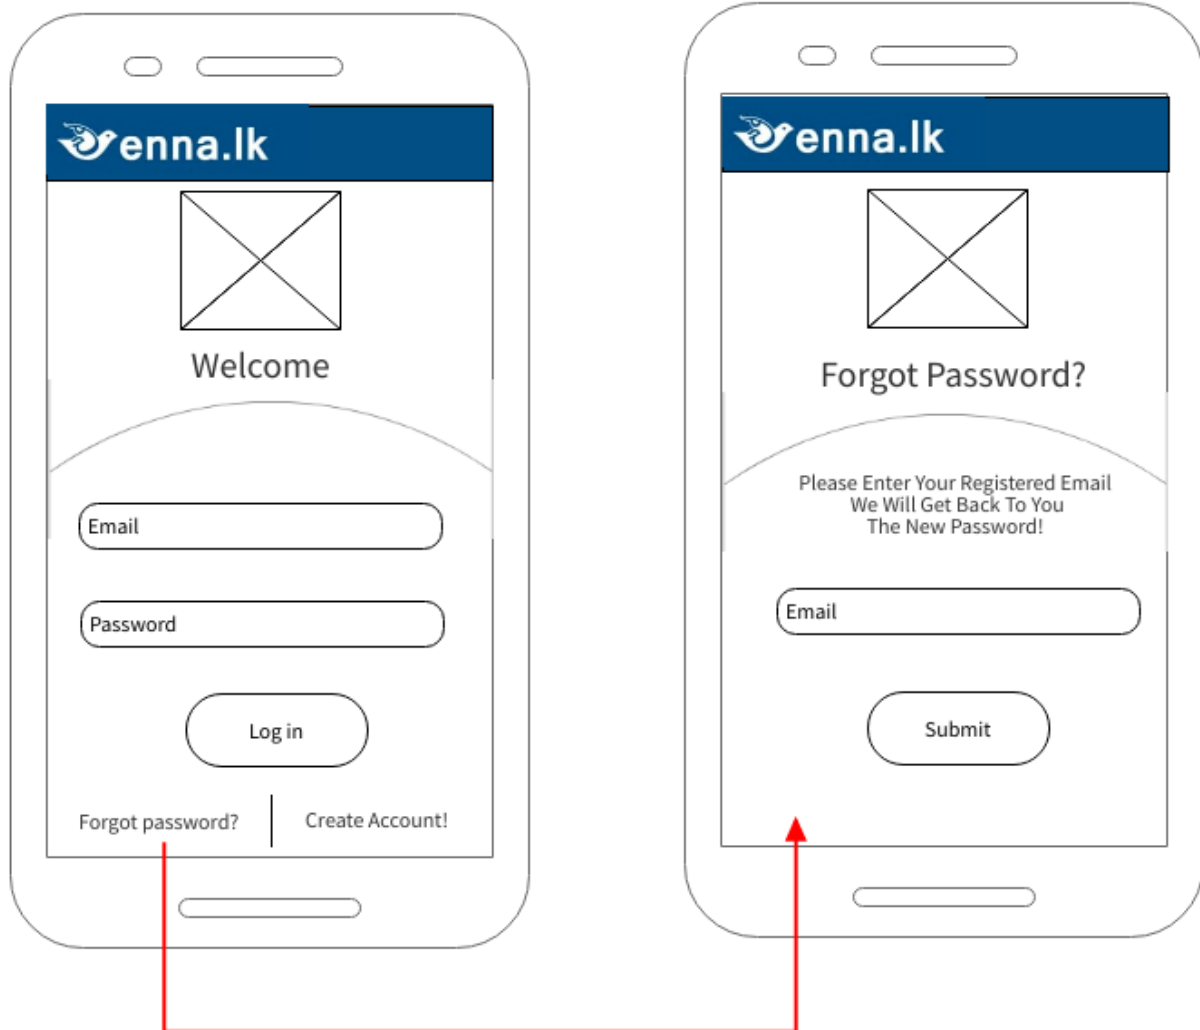 enna.lk
Welcome
Email
Password
Log in
Forgot password?
Create Account!
enna.lk
Forgot Password?
Please Enter Your Registered Email
We Will Get Back To You
The New Password!
Email
Submit